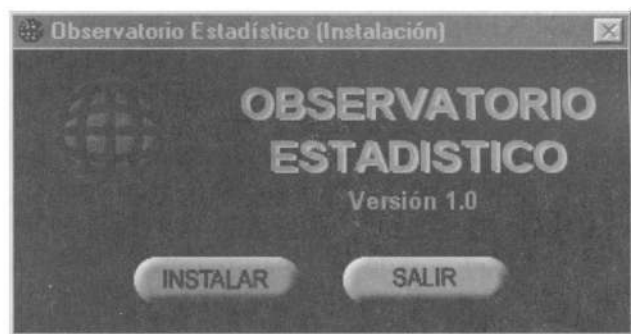 Observatorio Estadístico (Instalación)
OBSERVATORIO
ESTADISTICO
Versión 1.0
INSTALAR
SALIR